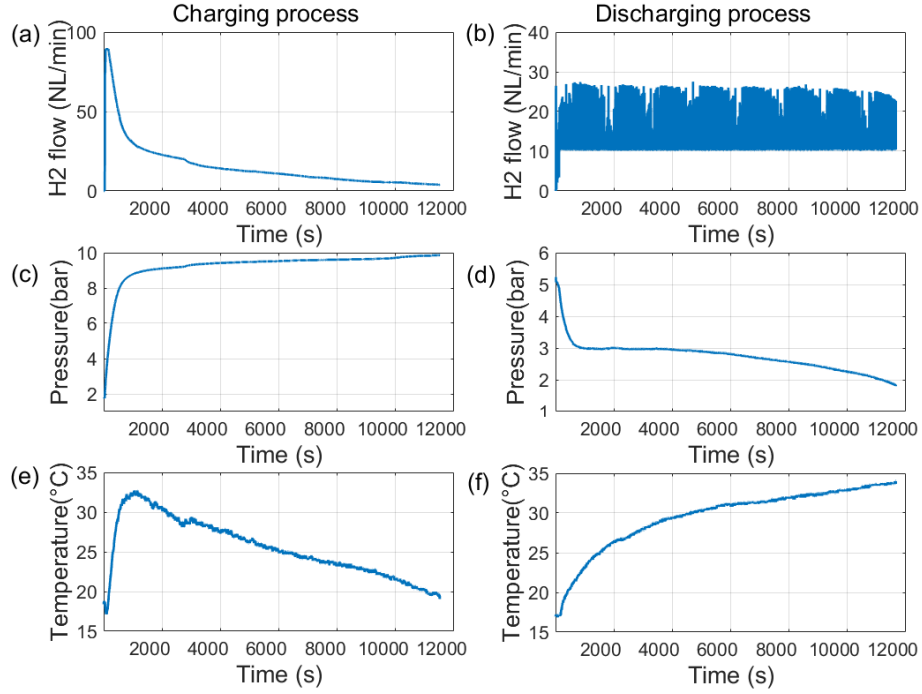 Charging process
Discharging process
(a)
H2 flow (NL/min)
100
50
0
2000 4000 6000 8000 10000 12000
Time (s)
(b)
H2 flow (NL/min)
40
30
20
10
0
2000 4000 6000 8000 10000 12000
Time (s)
(c)
Pressure(bar)
10
8
6
4
2
2000 4000 6000 8000 10000 12000
Time (s)
(d)
Pressure(bar)
6
5
4
3
2
1
2000 4000 6000 8000 10000 12000
Time (s)
(e)
Temperature(°C)
35
30
25
20
15
2000 4000 6000 8000 10000 12000
Time (s)
(f)
Temperature(°C)
35
30
25
20
15
2000 4000 6000 8000 10000 12000
Time (s)